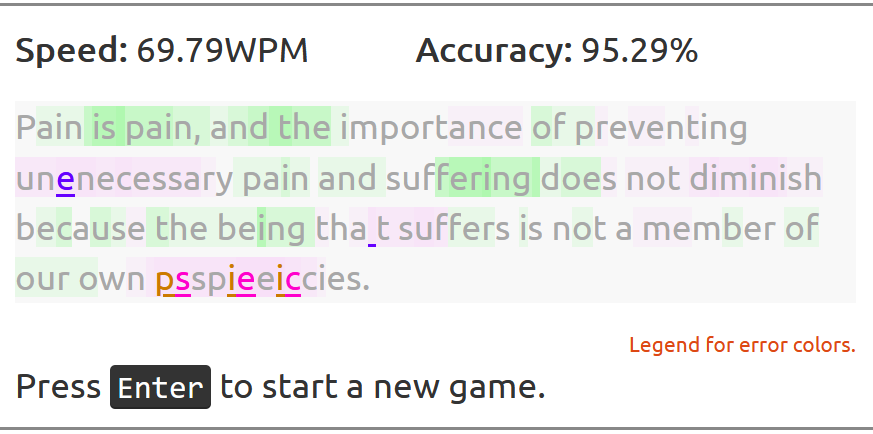 Speed: 69.79WPM Accuracy: 95.29%
Pain is pain, and the importance of preventing
unenecessary pain and suffering does not diminish
because the being tha t suffers is not a member of
our own psspieeiccies.
Legend for error colors.
Press Enter to start a new game.